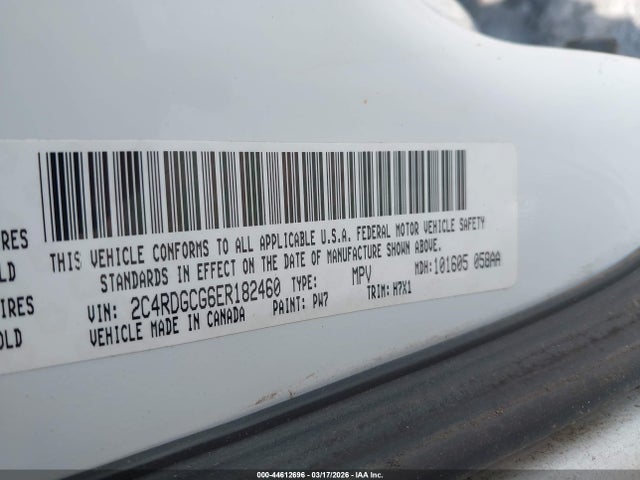 IRES
OLD
IRES
OLD
THIS VEHICLE CONFORMS TO ALL APPLICABLE U.S.A. FEDERAL MOTOR VEHICLE SAFETY
STANDARDS IN EFFECT ON THE DATE OF MANUFACTURE SHOWN ABOVE.
VIN: 2C4RDGCG6ER182460 TYPE: MPV MDH:101605 058AA
VEHICLE MADE IN CANADA PAINT: PW7 TRIM: H7X1
000-44612696 - 03/17/2026 - IAA Inc.